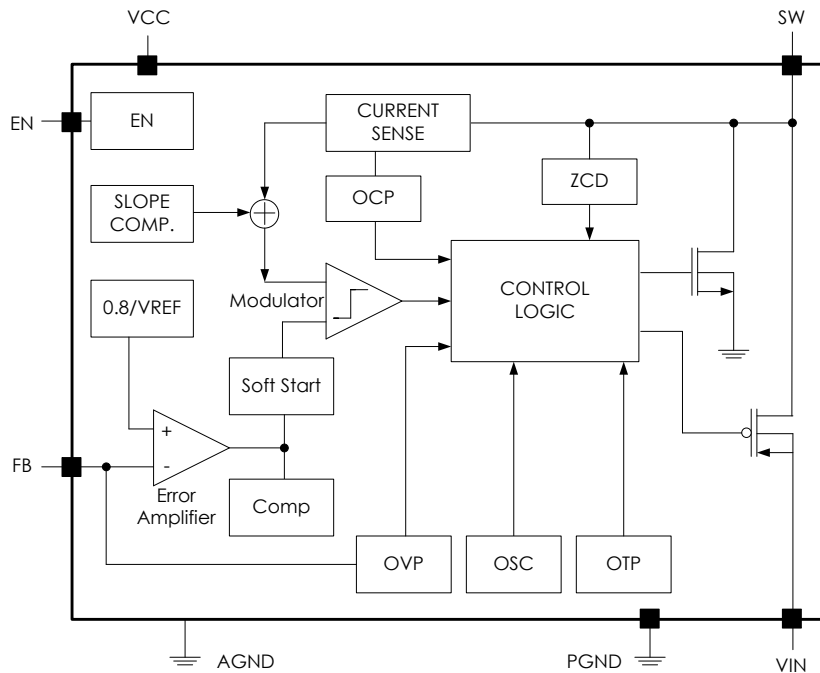 VCC
SW
EN
EN
CURRENT
SENSE
ZCD
OCP
SLOPE
COMP.
0.8/VREF
Modulator
CONTROL
LOGIC
Soft Start
+
-
FB
Error
Amplifier
Comp
OVP
OSC
OTP
AGND
PGND
VIN